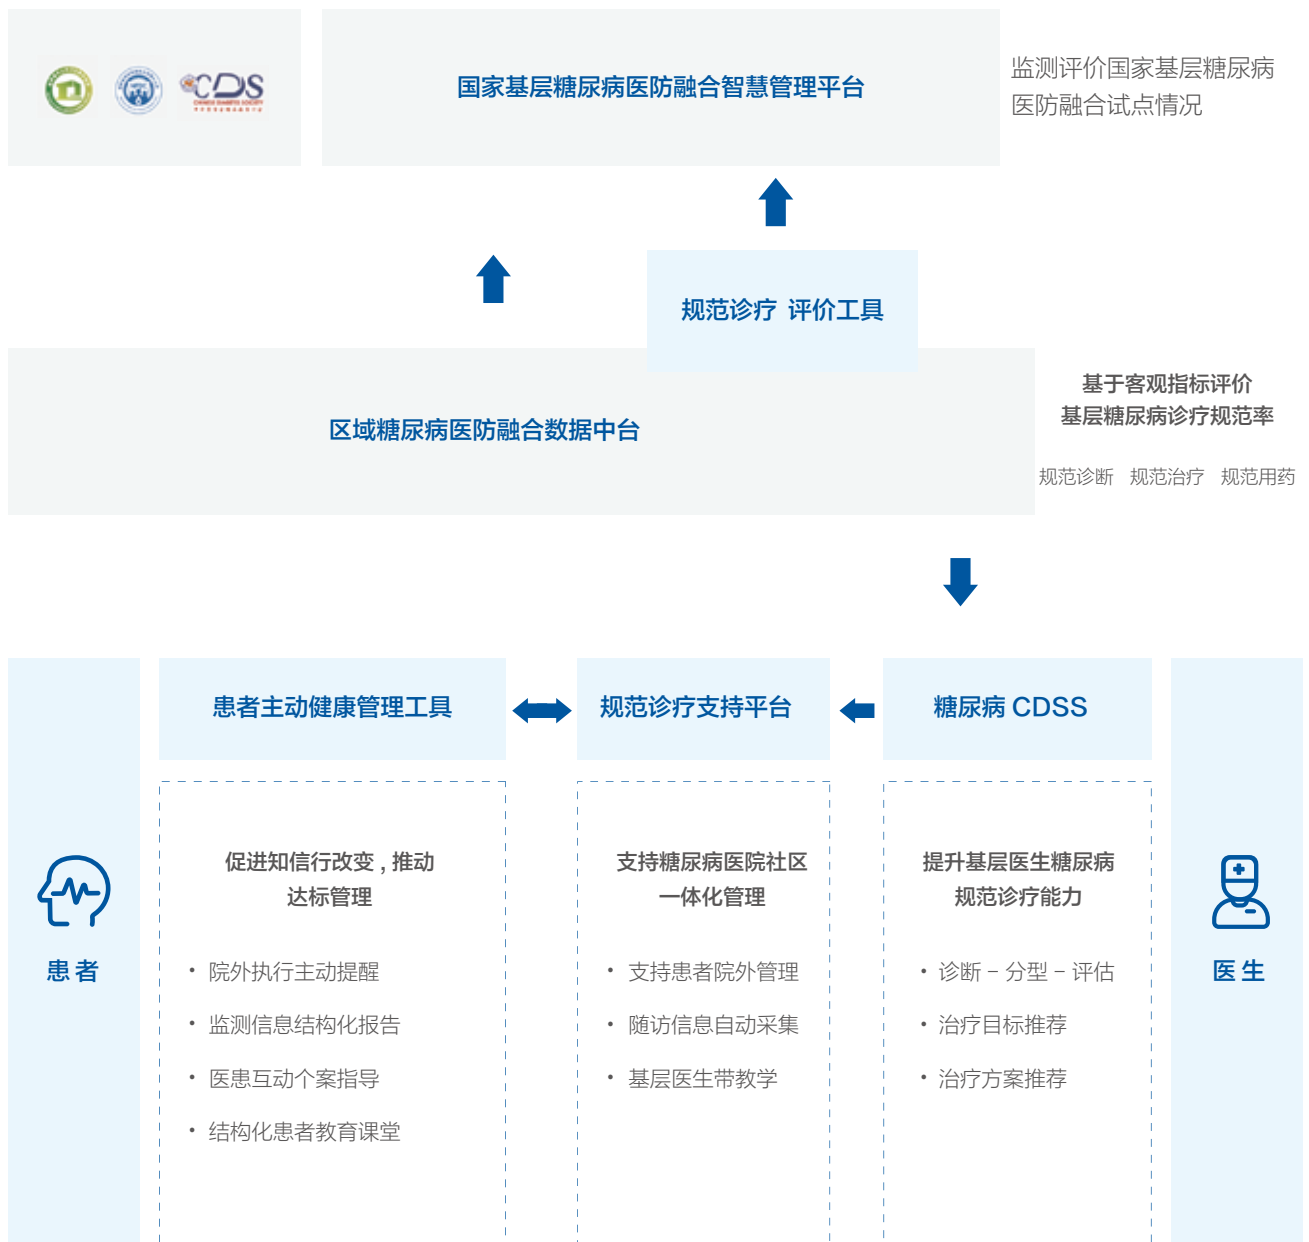 CDS
CHINESE DIABETES SOCIETY
国家基层糖尿病医防融合智慧管理平台
监测评价国家基层糖尿病
医防融合试点情况
规范诊疗 评价工具
区域糖尿病医防融合数据中台
基于客观指标评价
基层糖尿病诊疗规范率
规范诊断 规范治疗 规范用药
患者主动健康管理工具
规范诊疗支持平台
糖尿病 CDSS
患者
促进知信行改变 , 推动
达标管理
• 院外执行主动提醒
• 监测信息结构化报告
• 医患互动个案指导
• 结构化患者教育课堂
支持糖尿病医院社区
一体化管理
• 支持患者院外管理
• 随访信息自动采集
• 基层医生带教学
提升基层医生糖尿病
规范诊疗能力
• 诊断 – 分型 – 评估
• 治疗目标推荐
• 治疗方案推荐
医生